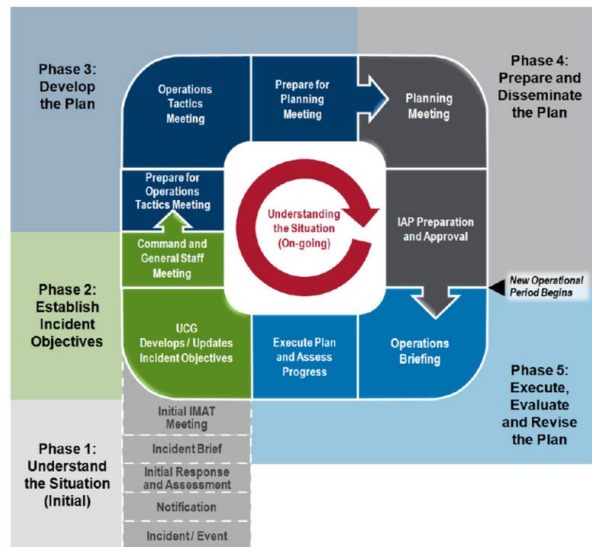 Phase 3:
Develop
the Plan
Operations
Tactics
Meeting
Prepare for
Planning
Meeting
Planning
Meeting
Phase 4:
Prepare and
Disseminate
the Plan
Prepare for
Operations
Tactics Meeting
Understanding
the Situation
(On-going)
IAP Preparation
and Approval
Command and
General Staff
Meeting
New Operational
Period Begins
Phase 2:
Establish
Incident
Objectives
UCG
Develops / Updates
Incident Objectives
Execute Plan
and Assess
Progress
Operations
Briefing
Phase 5:
Execute,
Evaluate
and Revise
the Plan
Phase 1:
Understand
the Situation
(Initial)
Initial IMAT
Meeting
Incident Brief
Initial Response
and Assessment
Notification
Incident / Event